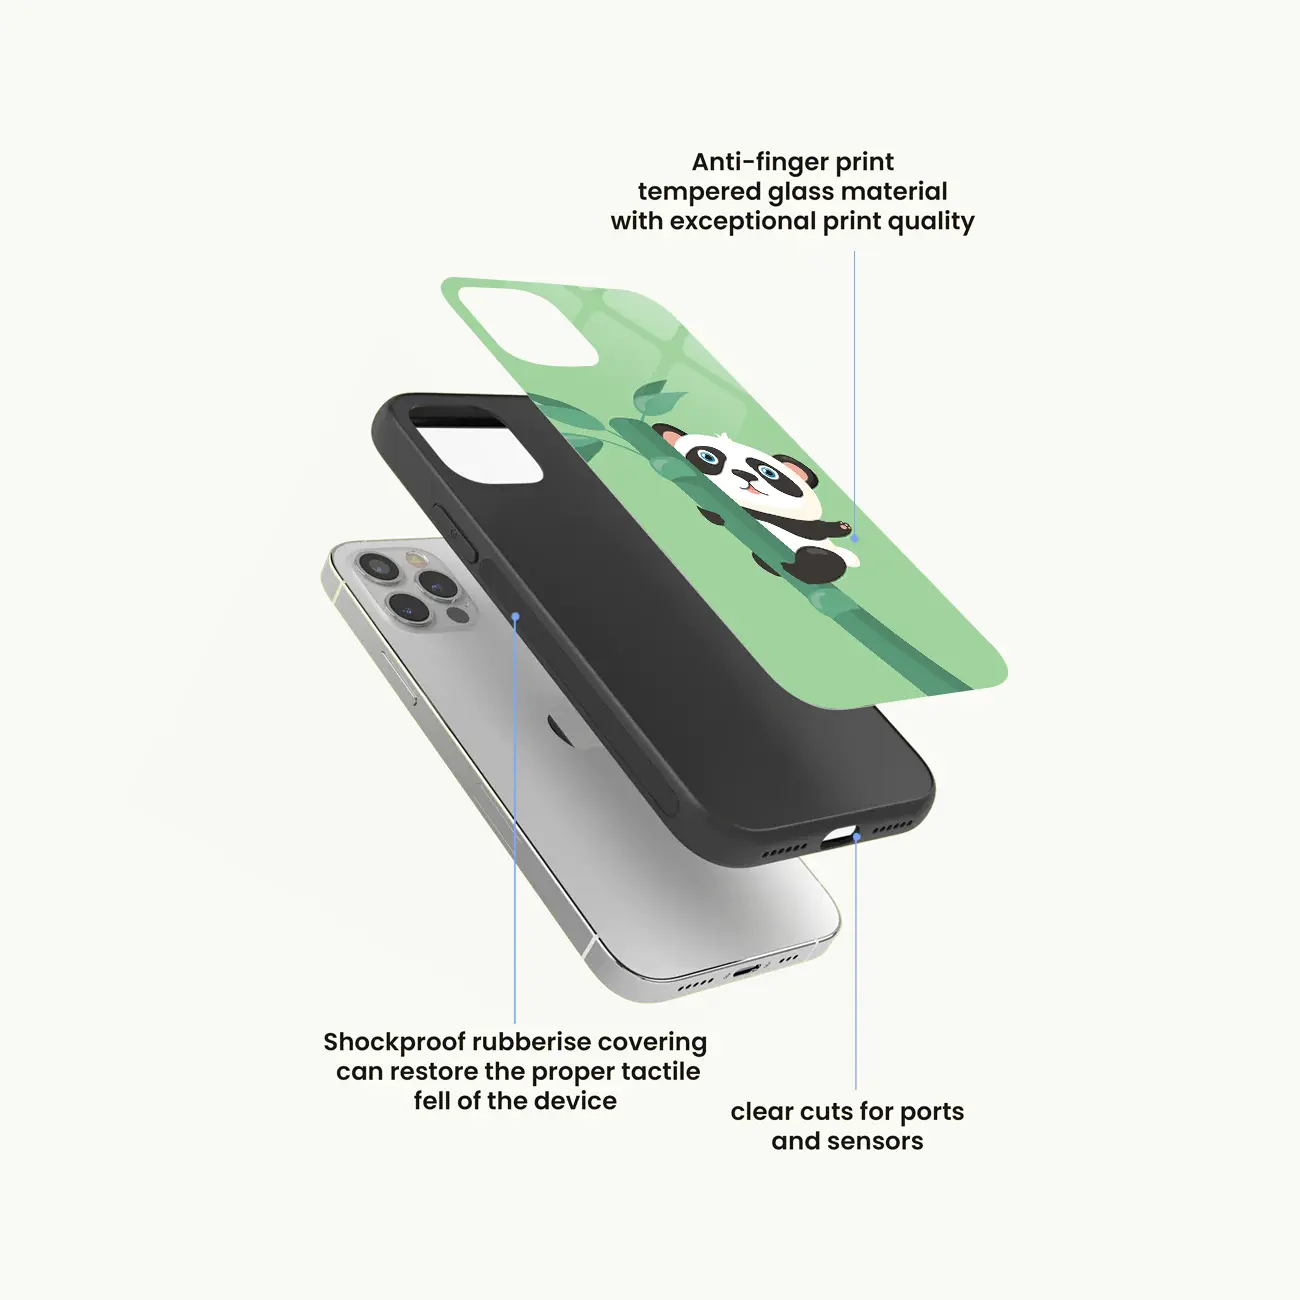 Anti-finger print
tempered glass material
with exceptional print quality
Shockproof rubberise covering
can restore the proper tactile
fell of the device
clear cuts for ports
and sensors